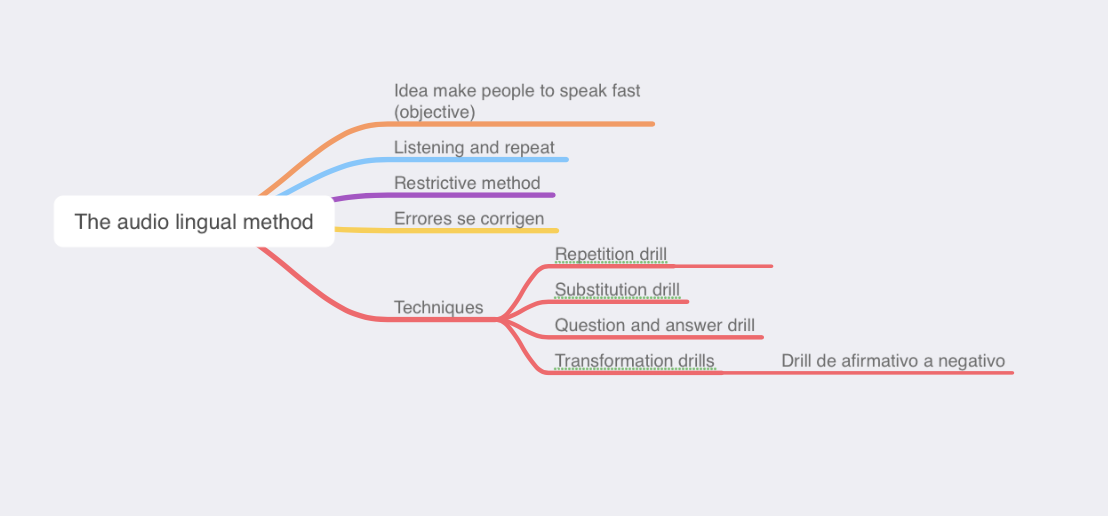 The audio lingual method
Idea make people to speak fast
(objective)
Listening and repeat
Restrictive method
Errores se corrigen
Techniques
Repetition drill
Substitution drill
Question and answer drill
Transformation drills
Drill de afirmativo a negativo